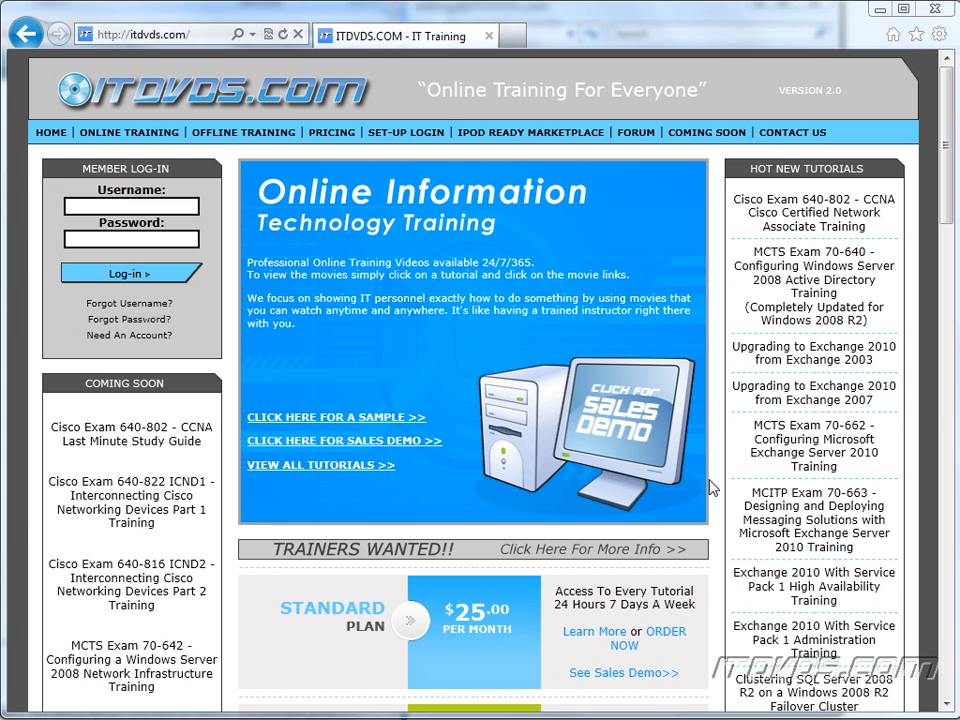 http://itdvds.com/
ITDVDS.COM - IT Training
ITDVDS.COM
"Online Training For Everyone"
VERSION 2.0
HOME | ONLINE TRAINING | OFFLINE TRAINING | PRICING | SET-UP LOGIN | IPOD READY MARKETPLACE | FORUM | COMING SOON | CONTACT US
MEMBER LOG-IN
Username:
Password:
Log-in
Forgot Username?
Forgot Password?
Need An Account?
COMING SOON
Cisco Exam 640-802 - CCNA
Last Minute Study Guide
Cisco Exam 640-822 ICND1 -
Interconnecting Cisco
Networking Devices Part 1
Training
Cisco Exam 640-816 ICND2 -
Interconnecting Cisco
Networking Devices Part 2
Training
MCTS Exam 70-642 -
Configuring a Windows Server
2008 Network Infrastructure
Training
Online Information
Technology Training
Professional Online Training Videos available 24/7/365.
To view the movies simply click on a tutorial and click on the movie links.
We focus on showing IT personnel exactly how to do something by using movies that
you can watch anytime and anywhere. It's like having a trained instructor right there
with you.
CLICK HERE FOR A SAMPLE >>
CLICK HERE FOR SALES DEMO >>
VIEW ALL TUTORIALS >>
CLICK FOR
SALES
DEMO
TRAINERS WANTED!! Click Here For More Info >>
STANDARD
PLAN
$25.00
PER MONTH
Access To Every Tutorial
24 Hours 7 Days A Week
Learn More or ORDER
NOW
See Sales Demo>>
HOT NEW TUTORIALS
Cisco Exam 640-802 - CCNA
Cisco Certified Network
Associate Training
MCTS Exam 70-640 -
Configuring Windows Server
2008 Active Directory
Training
(Completely Updated for
Windows 2008 R2)
Upgrading to Exchange 2010
from Exchange 2003
Upgrading to Exchange 2010
from Exchange 2007
MCTS Exam 70-662 -
Configuring Microsoft
Exchange Server 2010
Training
MCITP Exam 70-663 -
Designing and Deploying
Messaging Solutions with
Microsoft Exchange Server
2010 Training
Exchange 2010 With Service
Pack 1 High Availability
Training
Exchange 2010 With Service
Pack 1 Administration
Training
Clustering SQL Server 2008
R2 on a Windows 2008 R2
Failover Cluster
ITDVDS.COM